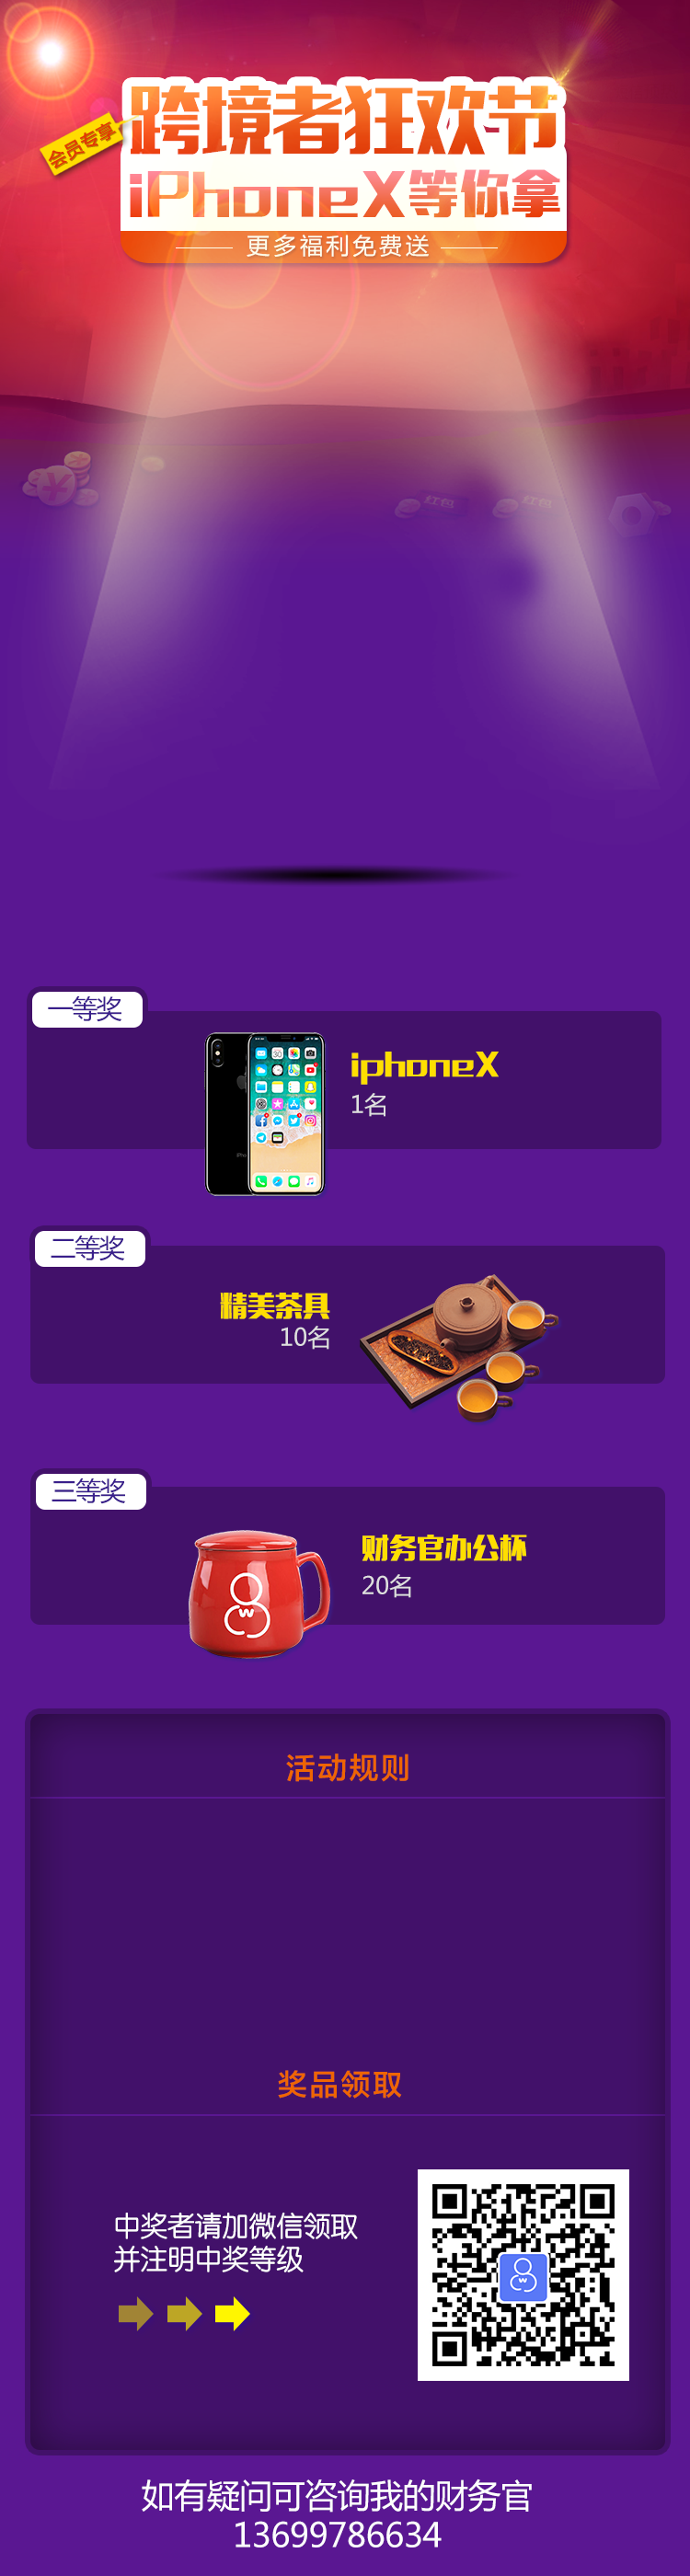 会员专享
跨境者狂欢节
iPhoneX等你拿
更多福利免费送
红包
红包
一等奖
iphoneX
1名
二等奖
精美茶具
10名
三等奖
财务官办公杯
20名
活动规则
奖品领取
中奖者请加微信领取
并注明中奖等级
如有疑问可咨询我的财务官
13699786634